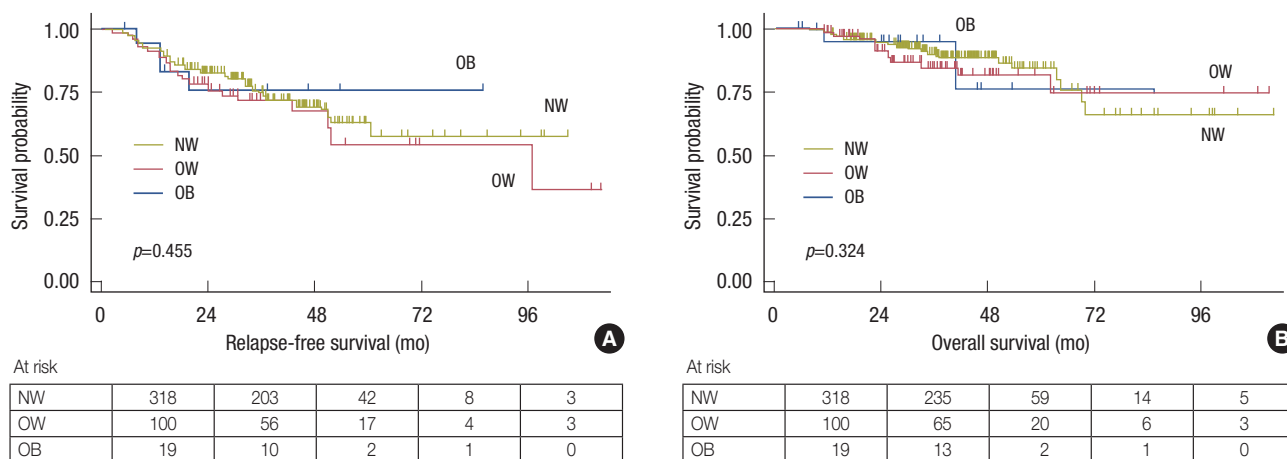 1.00
0.75
0.50
0.25
0.00
Survival probability
OB
NW
OW
NW
OW
OB
p=0.455
0 24 48 72 96
Relapse-free survival (mo)
A
At risk
NW 318 203 42 8 3
OW 100 56 17 4 3
OB 19 10 2 1 0
1.00
0.75
0.50
0.25
0.00
Survival probability
OB
OW
NW
NW
OW
OB
p=0.324
0 24 48 72 96
Overall survival (mo)
B
At risk
NW 318 235 59 14 5
OW 100 65 20 6 3
OB 19 13 2 1 0